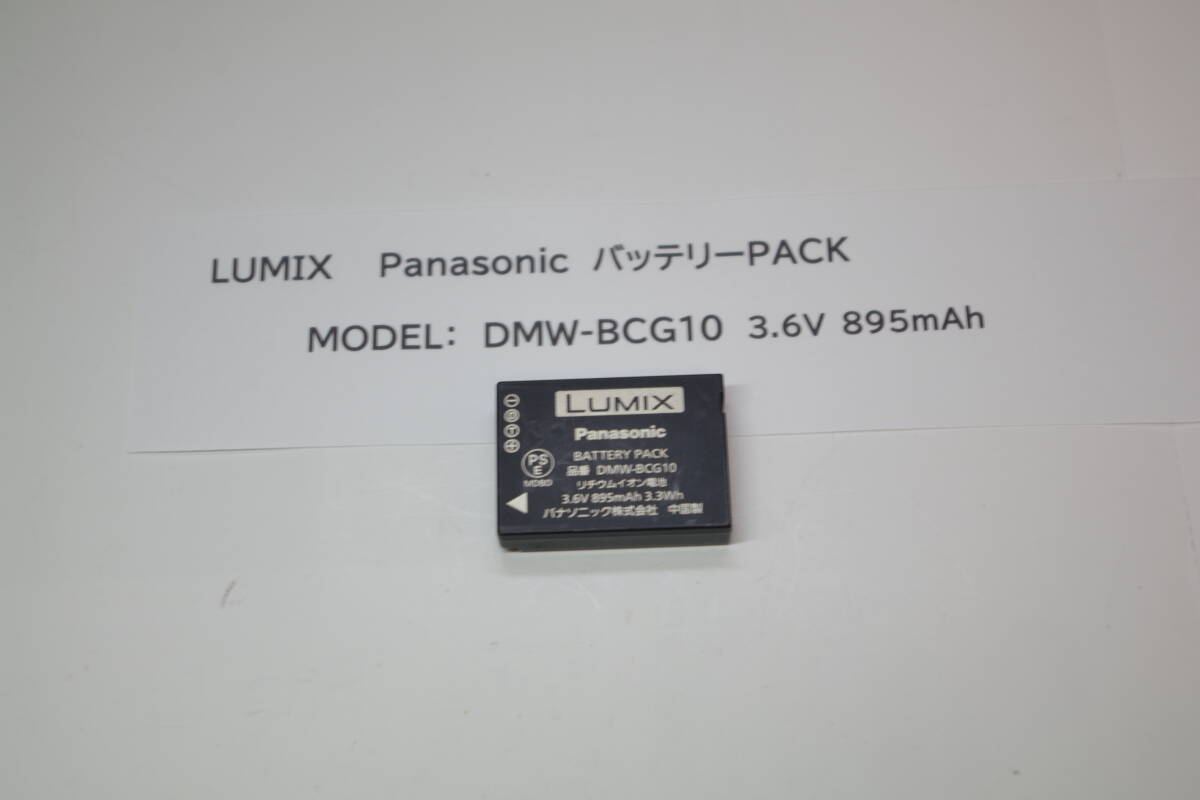 LUMIX Panasonic バッテリーPACK
MODEL: DMW-BCG10 3.6V 895mAh
LUMIX
Panasonic
BATTERY PACK
品番 DMW-BCG10
リチウムイオン電池
3.6V 895mAh 3.3Wh
パナソニック株式会社 中国製
PS
E